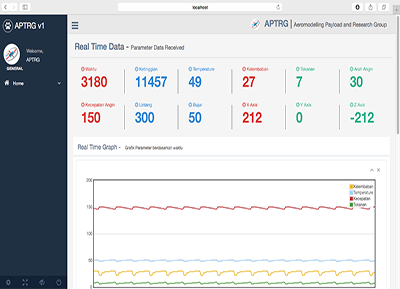 localhost
APTRG v1
APTRG | Aeromodelling Payload and Research Group
Welcome,
APTRG
GENERAL
Home
Real Time Data - Parameter Data Received
Waktu
3180
Ketinggian
11457
Temperature
49
Kelembaban
27
Tekanan
7
Arah Angin
30
Kecepatan Angin
150
Lintang
300
Bujur
50
X Axis
212
Y Axis
0
Z Axis
-212
Real Time Graph - Grafik Parameter berdasarkan waktu
200
150
100
50
0
Kelembaban
Temperature
Kecepatan
Tekanan